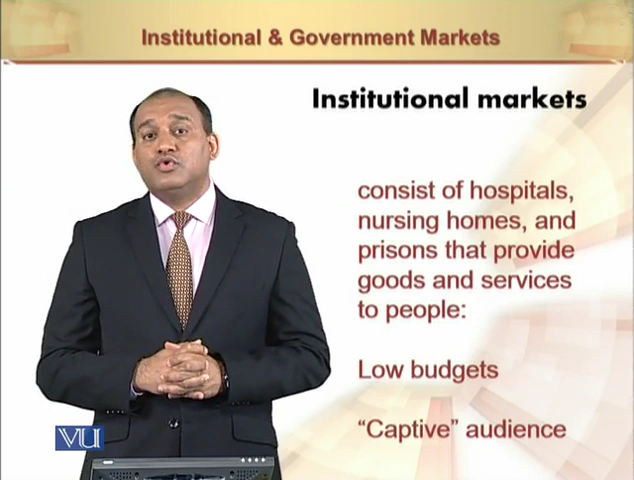 Institutional & Government Markets
Institutional markets
consist of hospitals,
nursing homes, and
prisons that provide
goods and services
to people:
Low budgets
“Captive” audience
VU